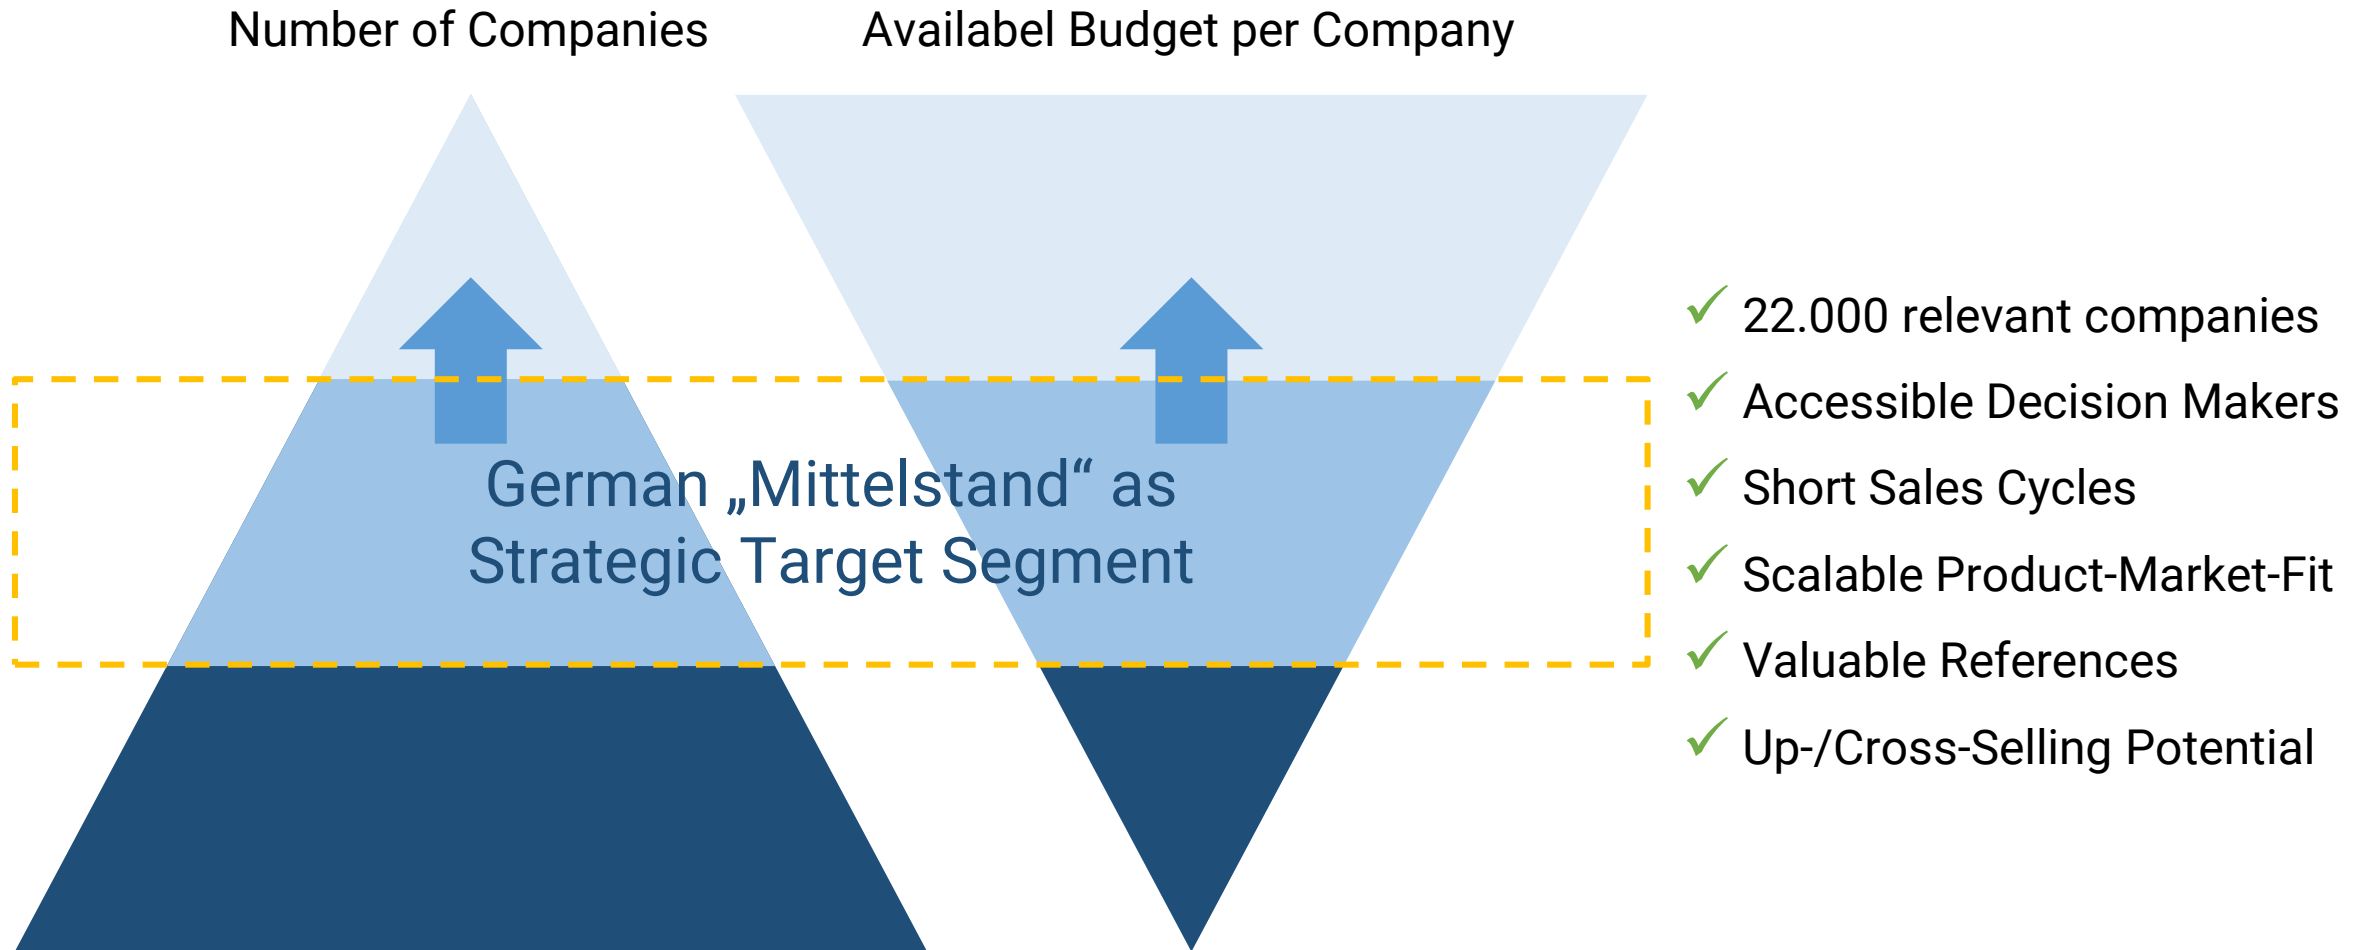 Number of Companies
Availabel Budget per Company
German „Mittelstand“ as
Strategic Target Segment
22.000 relevant companies
Accessible Decision Makers
Short Sales Cycles
Scalable Product-Market-Fit
Valuable References
Up-/Cross-Selling Potential